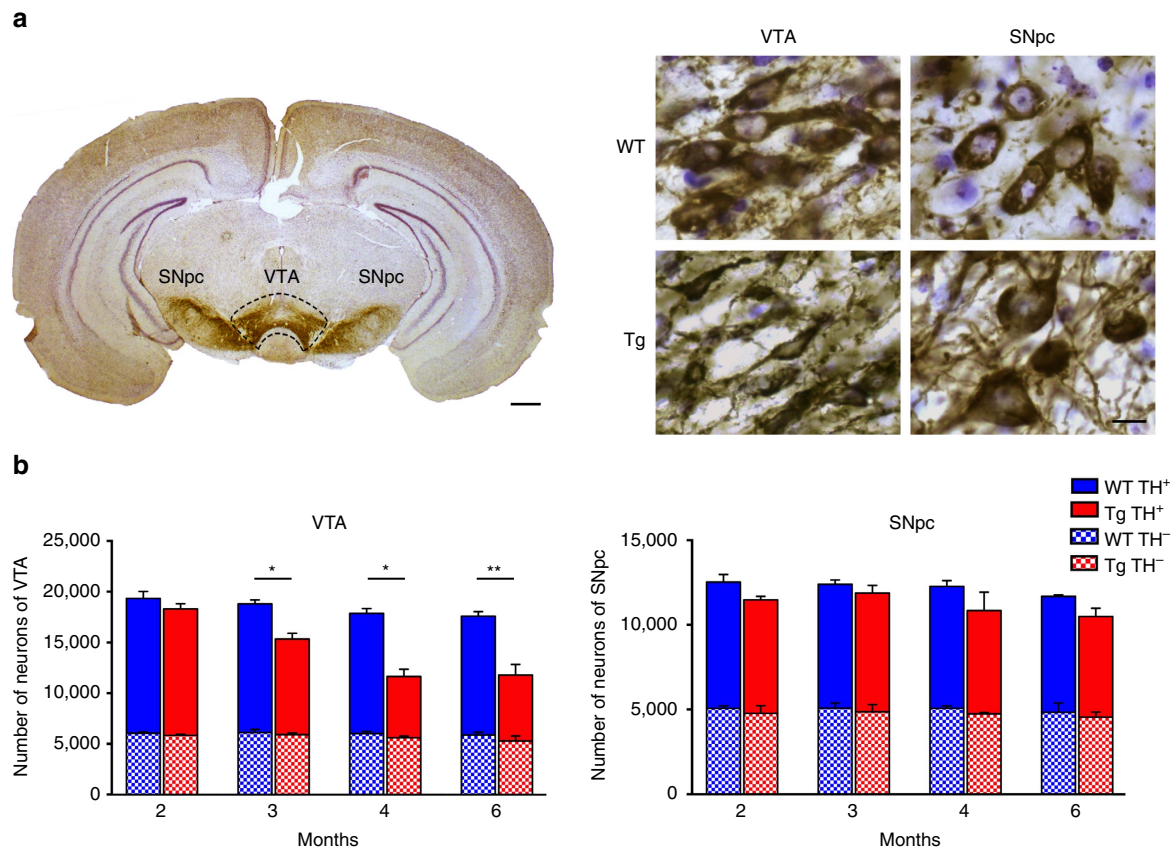 a
VTA SNpc
WT
SNpc VTA SNpc
Tg
b
WT TH⁺
Tg TH⁺
WT TH⁻
Tg TH⁻
VTA
Number of neurons of VTA
25,000
20,000
15,000
10,000
5,000
0
* * **
2 3 4 6
Months
SNpc
Number of neurons of SNpc
15,000
10,000
5,000
0
2 3 4 6
Months